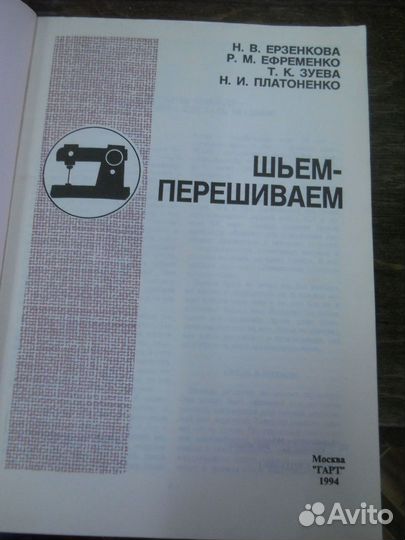 Н. В. ЕРЗЕНКОВА
Р. М. ЕФРЕМЕНКО
Т. К. ЗУЕВА
Н. И. ПЛАТОНЕНКО
ШЬЕМ-
ПЕРЕШИВАЕМ
Москва
"ГАРТ"
1994
Avito